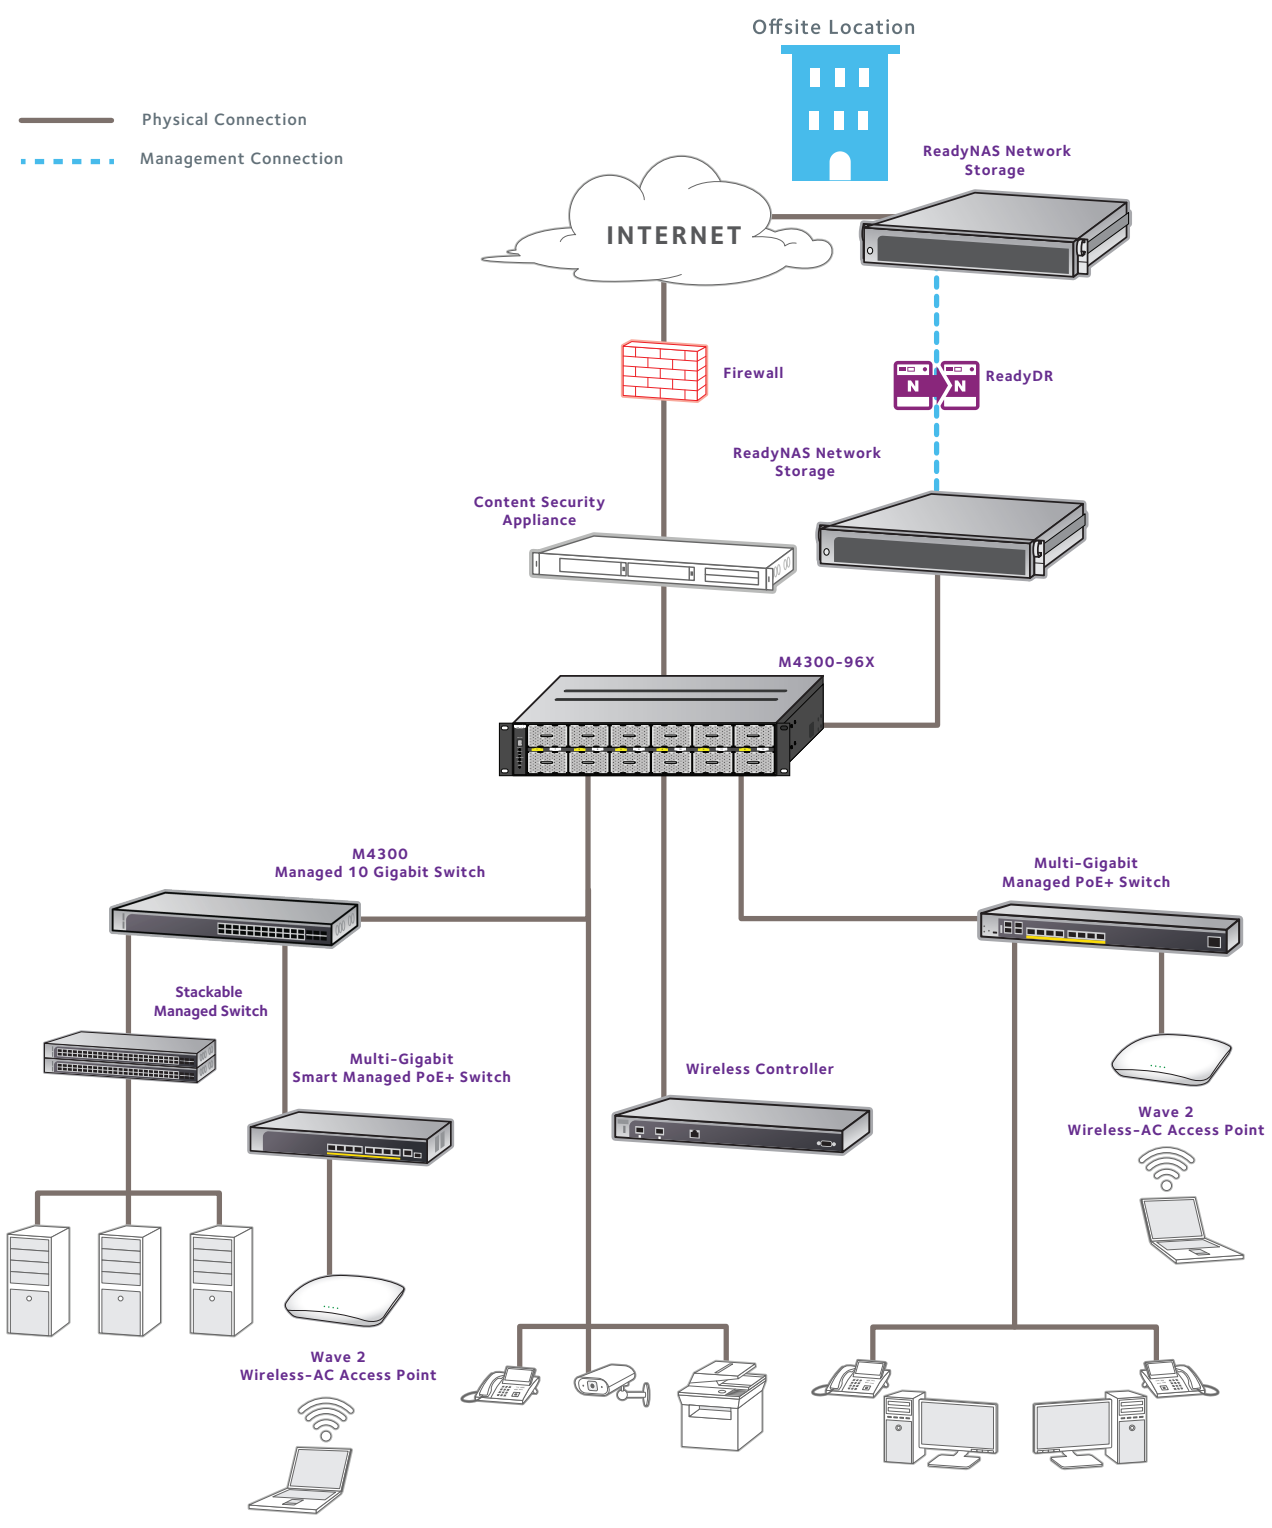 Offsite Location
Physical Connection
Management Connection
ReadyNAS Network
Storage
INTERNET
Firewall
N
N
ReadyDR
ReadyNAS Network
Storage
Content Security
Appliance
M4300-96X
M4300
Managed 10 Gigabit Switch
Multi-Gigabit
Managed PoE+ Switch
Stackable
Managed Switch
Multi-Gigabit
Smart Managed PoE+ Switch
Wireless Controller
Wave 2
Wireless-AC Access Point
Wave 2
Wireless-AC Access Point